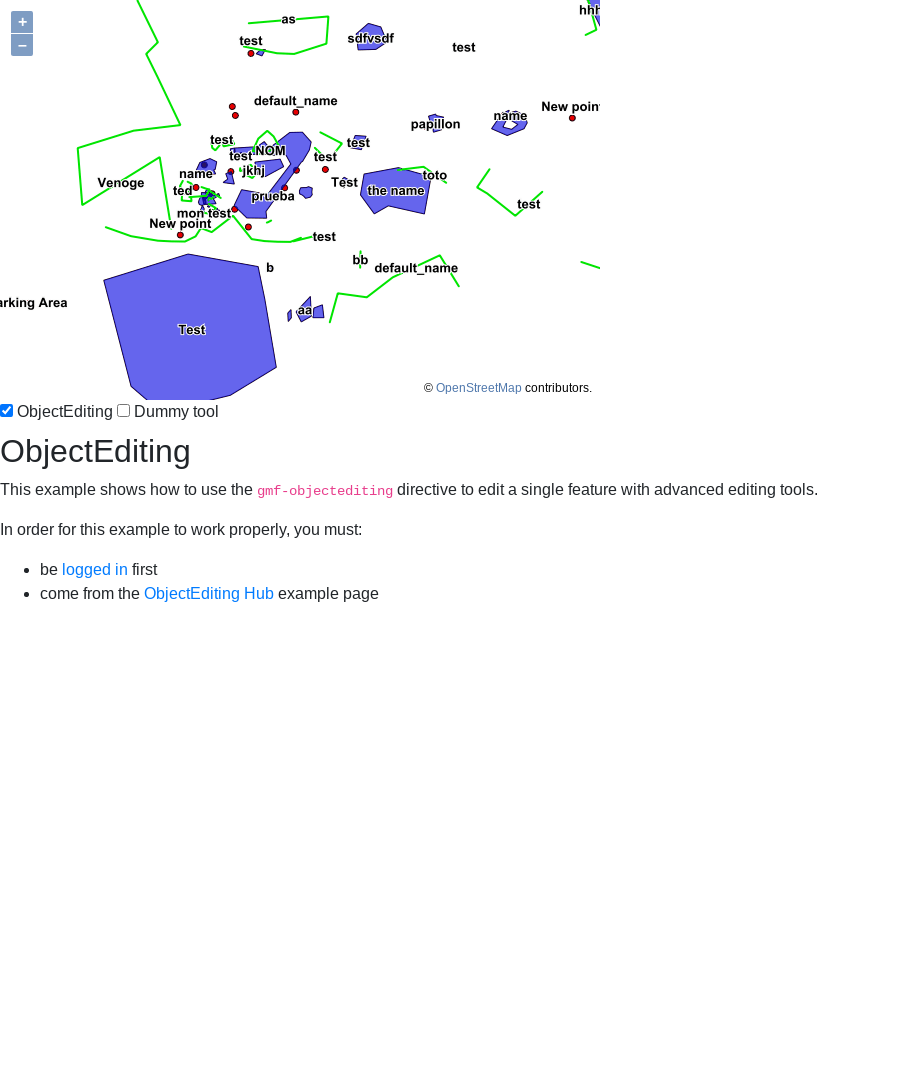 +
–
as
test
sdfvsdf
test
default_name
New poin
papillon
name
test
NOM
test
test
test
jkhj
name
Test
toto
Venoge
ted
the name
prueba
test
mon test
New point
test
bb
b
default_name
arking Area
aa
Test
© OpenStreetMap contributors.
ObjectEditing Dummy tool
ObjectEditing
This example shows how to use the gmf-objectediting directive to edit a single feature with advanced editing tools.
In order for this example to work properly, you must:
be logged in first
come from the ObjectEditing Hub example page